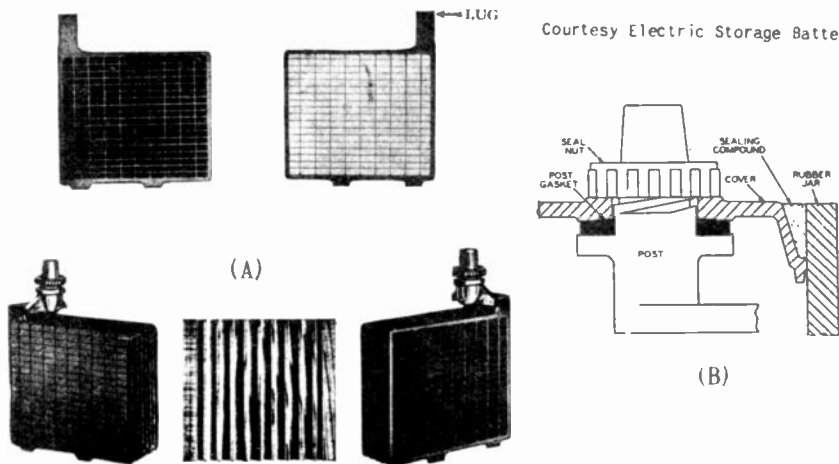 LUG
Courtesy Electric Storage Batte
SEAL
NUT
SEALING
COMPOUND
RUBBER
JAR
POST
GASKET
COVER
POST
(A)
(B)